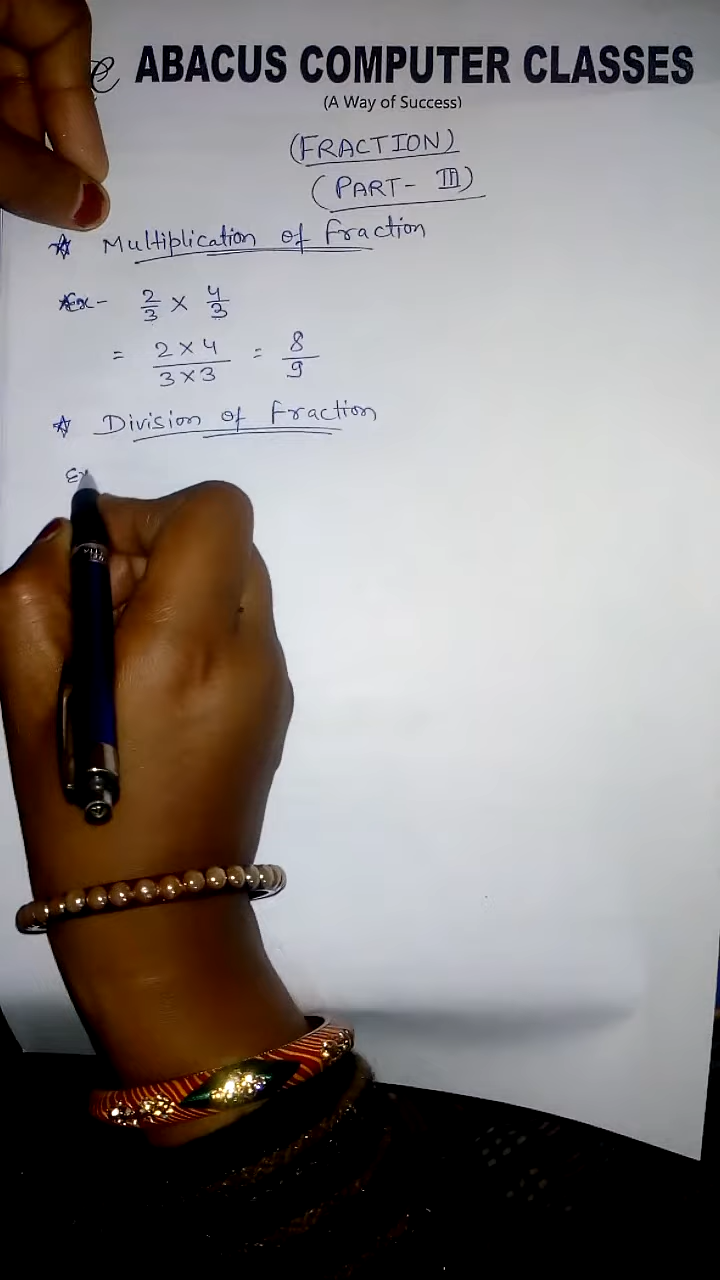 ABACUS COMPUTER CLASSES
(A Way of Success)
(FRACTION)
(PART- III)
☆ Multiplication of fraction
Ex- 2/3 × 4/3
= 2×4/3×3 = 8/9
☆ Division of fraction
Ex